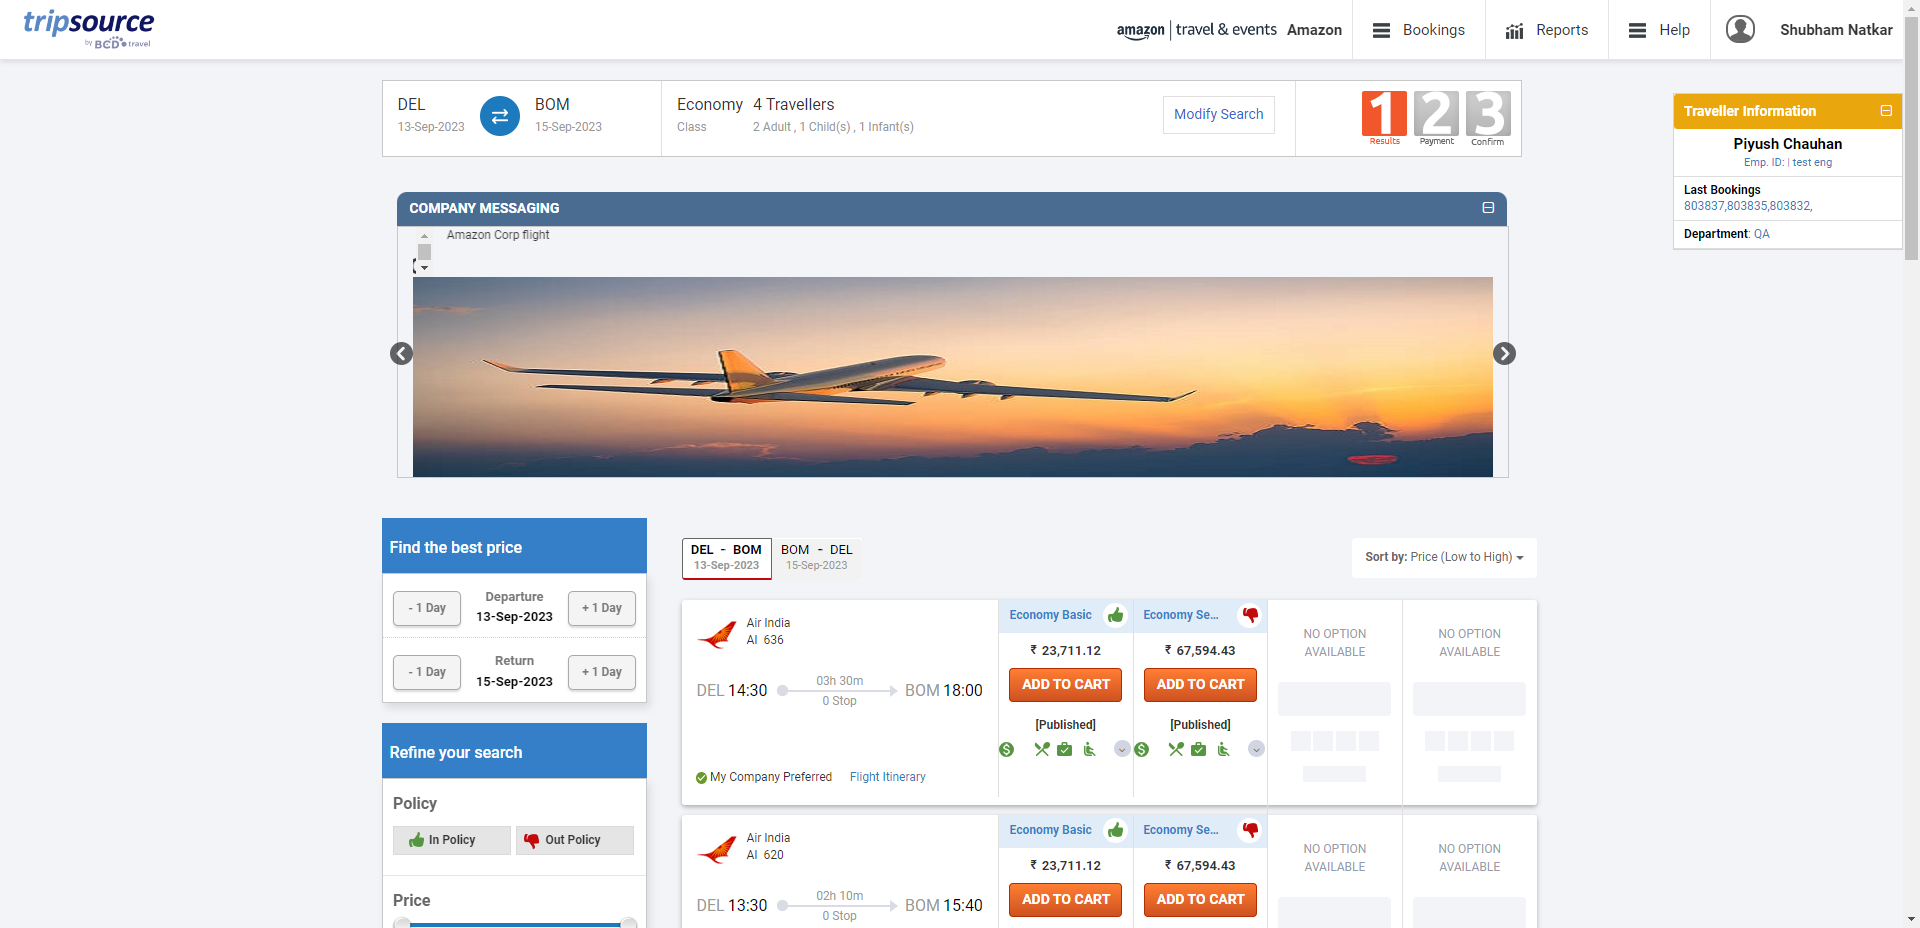 tripsource
by BCD travel
amazon travel & events Amazon
Bookings
Reports
Help
Shubham Natkar
DEL
13-Sep-2023
BOM
15-Sep-2023
Economy
Class
4 Travellers
2 Adult , 1 Child(s) , 1 Infant(s)
Modify Search
1
Results
2
Payment
3
Confirm
Traveller Information
Piyush Chauhan
Emp. ID: | test eng
Last Bookings
803837,803835,803832,
Department: QA
COMPANY MESSAGING
Amazon Corp flight
Find the best price
- 1 Day
Departure
13-Sep-2023
+ 1 Day
- 1 Day
Return
15-Sep-2023
+ 1 Day
Refine your search
Policy
In Policy
Out Policy
Price
DEL - BOM
13-Sep-2023
BOM - DEL
15-Sep-2023
Sort by: Price (Low to High)
Air India
AI 636
DEL 14:30
03h 30m
0 Stop
BOM 18:00
My Company Preferred
Flight Itinerary
Economy Basic
₹ 23,711.12
ADD TO CART
[Published]
Economy Se...
₹ 67,594.43
ADD TO CART
[Published]
NO OPTION
AVAILABLE
NO OPTION
AVAILABLE
Air India
AI 620
DEL 13:30
02h 10m
0 Stop
BOM 15:40
Economy Basic
₹ 23,711.12
ADD TO CART
Economy Se...
₹ 67,594.43
ADD TO CART
NO OPTION
AVAILABLE
NO OPTION
AVAILABLE